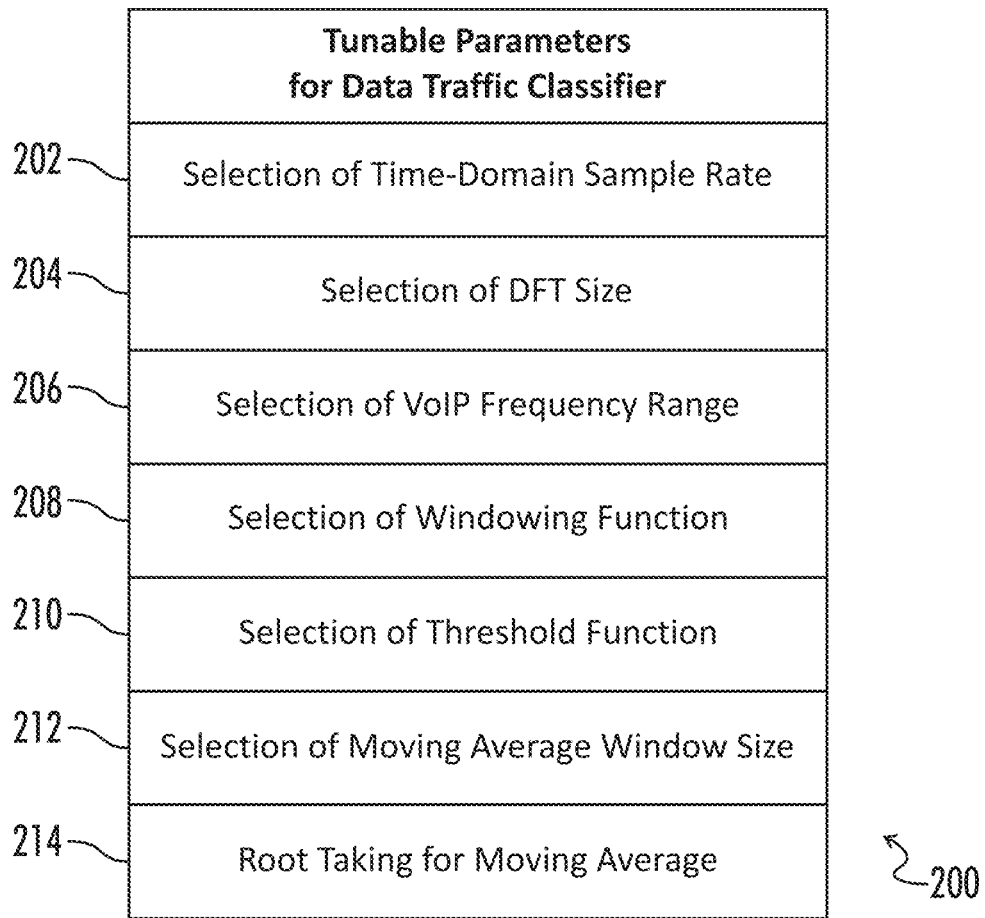 Tunable Parameters
for Data Traffic Classifier
202
Selection of Time-Domain Sample Rate
204
Selection of DFT Size
206
Selection of VoIP Frequency Range
208
Selection of Windowing Function
210
Selection of Threshold Function
212
Selection of Moving Average Window Size
214
Root Taking for Moving Average
200